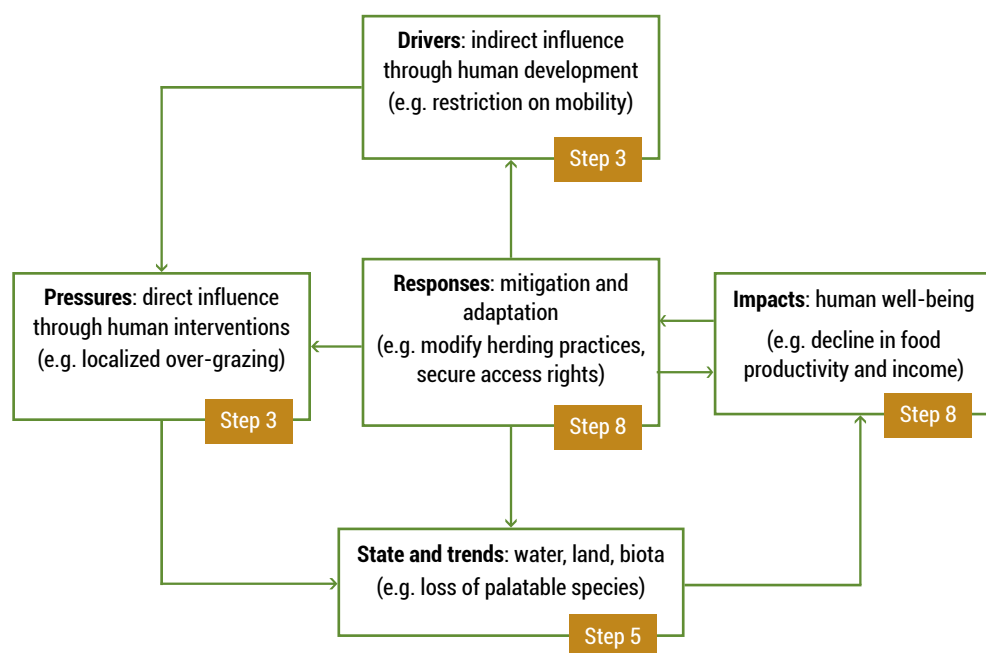 Drivers: indirect influence
through human development
(e.g. restriction on mobility)
Step 3
Pressures: direct influence
through human interventions
(e.g. localized over-grazing)
Step 3
Responses: mitigation and
adaptation
(e.g. modify herding practices,
secure access rights)
Step 8
Impacts: human well-being
(e.g. decline in food
productivity and income)
Step 8
State and trends: water, land, biota
(e.g. loss of palatable species)
Step 5